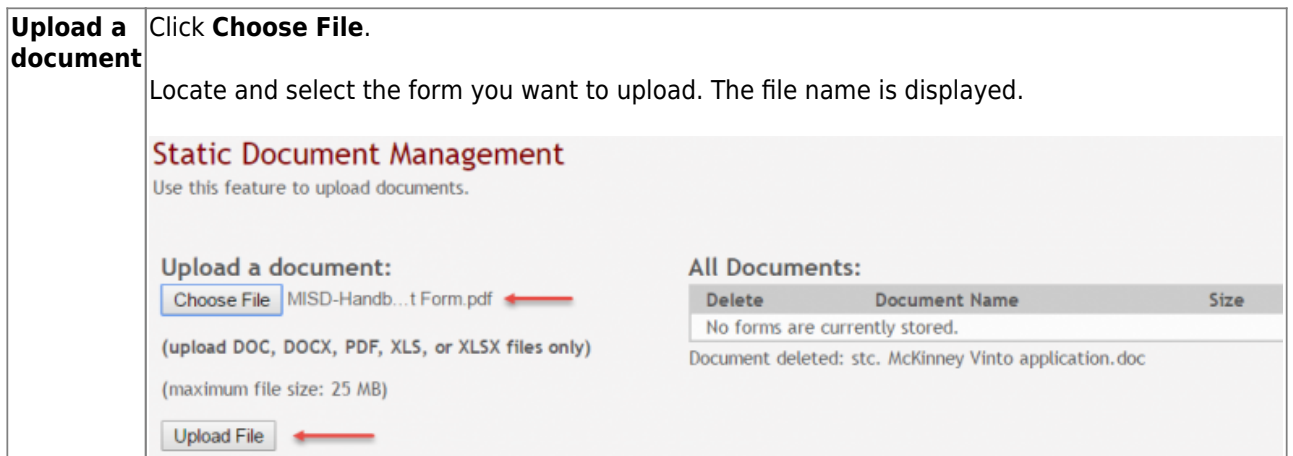 Upload a document
Click Choose File.
Locate and select the form you want to upload. The file name is displayed.
Static Document Management
Use this feature to upload documents.
Upload a document:
Choose File MISD-Handb...t Form.pdf
(upload DOC, DOCX, PDF, XLS, or XLSX files only)
(maximum file size: 25 MB)
Upload File
All Documents:
Delete Document Name Size
No forms are currently stored.
Document deleted: stc. McKinney Vinto application.doc